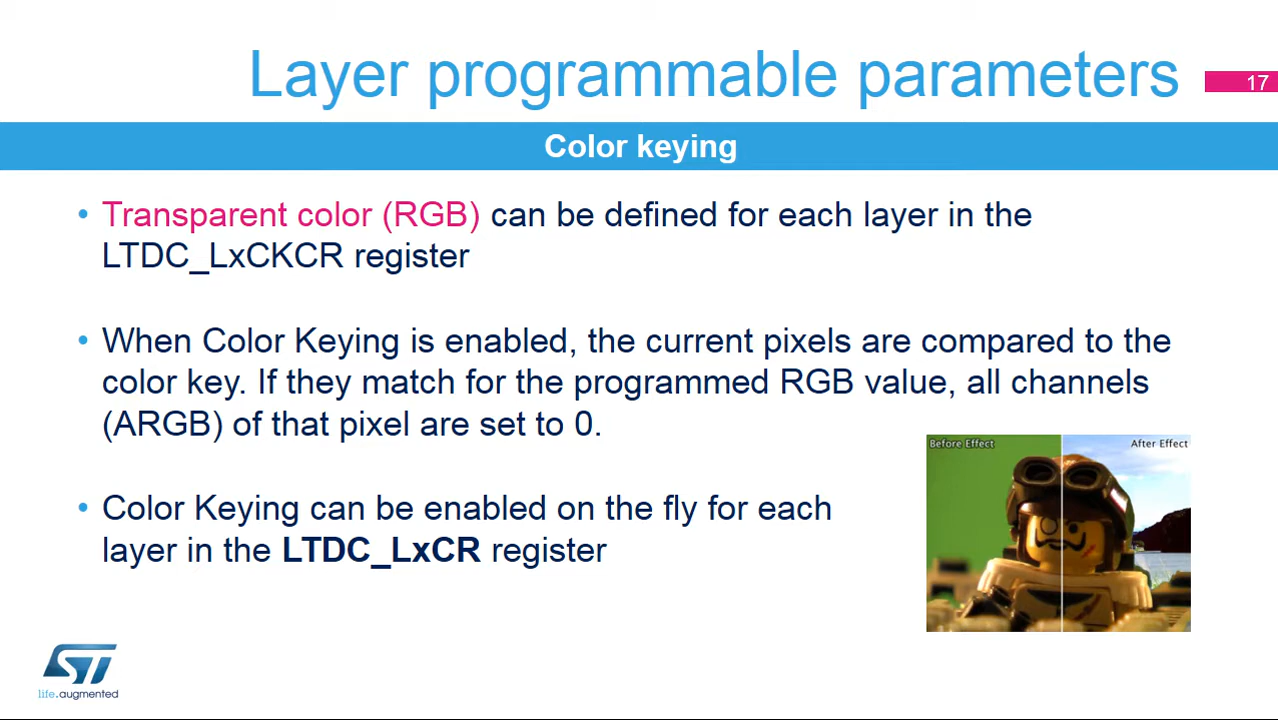 Layer programmable parameters
17
Color keying
• Transparent color (RGB) can be defined for each layer in the
LTDC_LxCKCR register
• When Color Keying is enabled, the current pixels are compared to the
color key. If they match for the programmed RGB value, all channels
(ARGB) of that pixel are set to 0.
Before Effect
After Effect
• Color Keying can be enabled on the fly for each
layer in the LTDC_LxCR register
ST
life.augmented